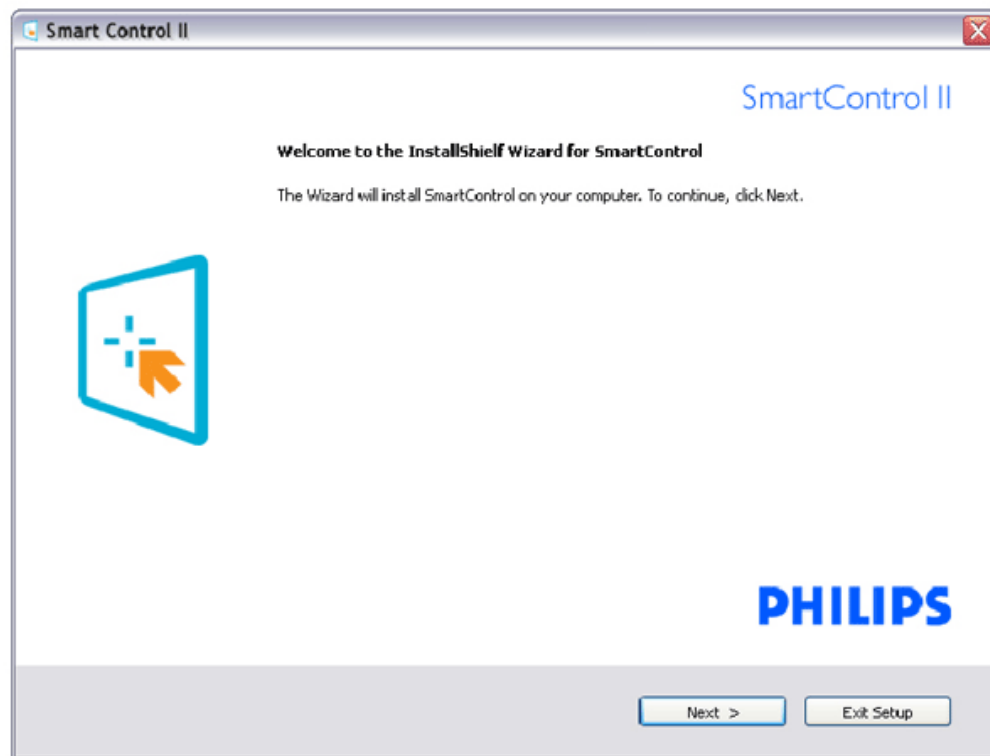 Smart Control II
SmartControl II
Welcome to the InstallShielf Wizard for SmartControl
The Wizard will install SmartControl on your computer. To continue, click Next.
PHILIPS
Next >
Exit Setup